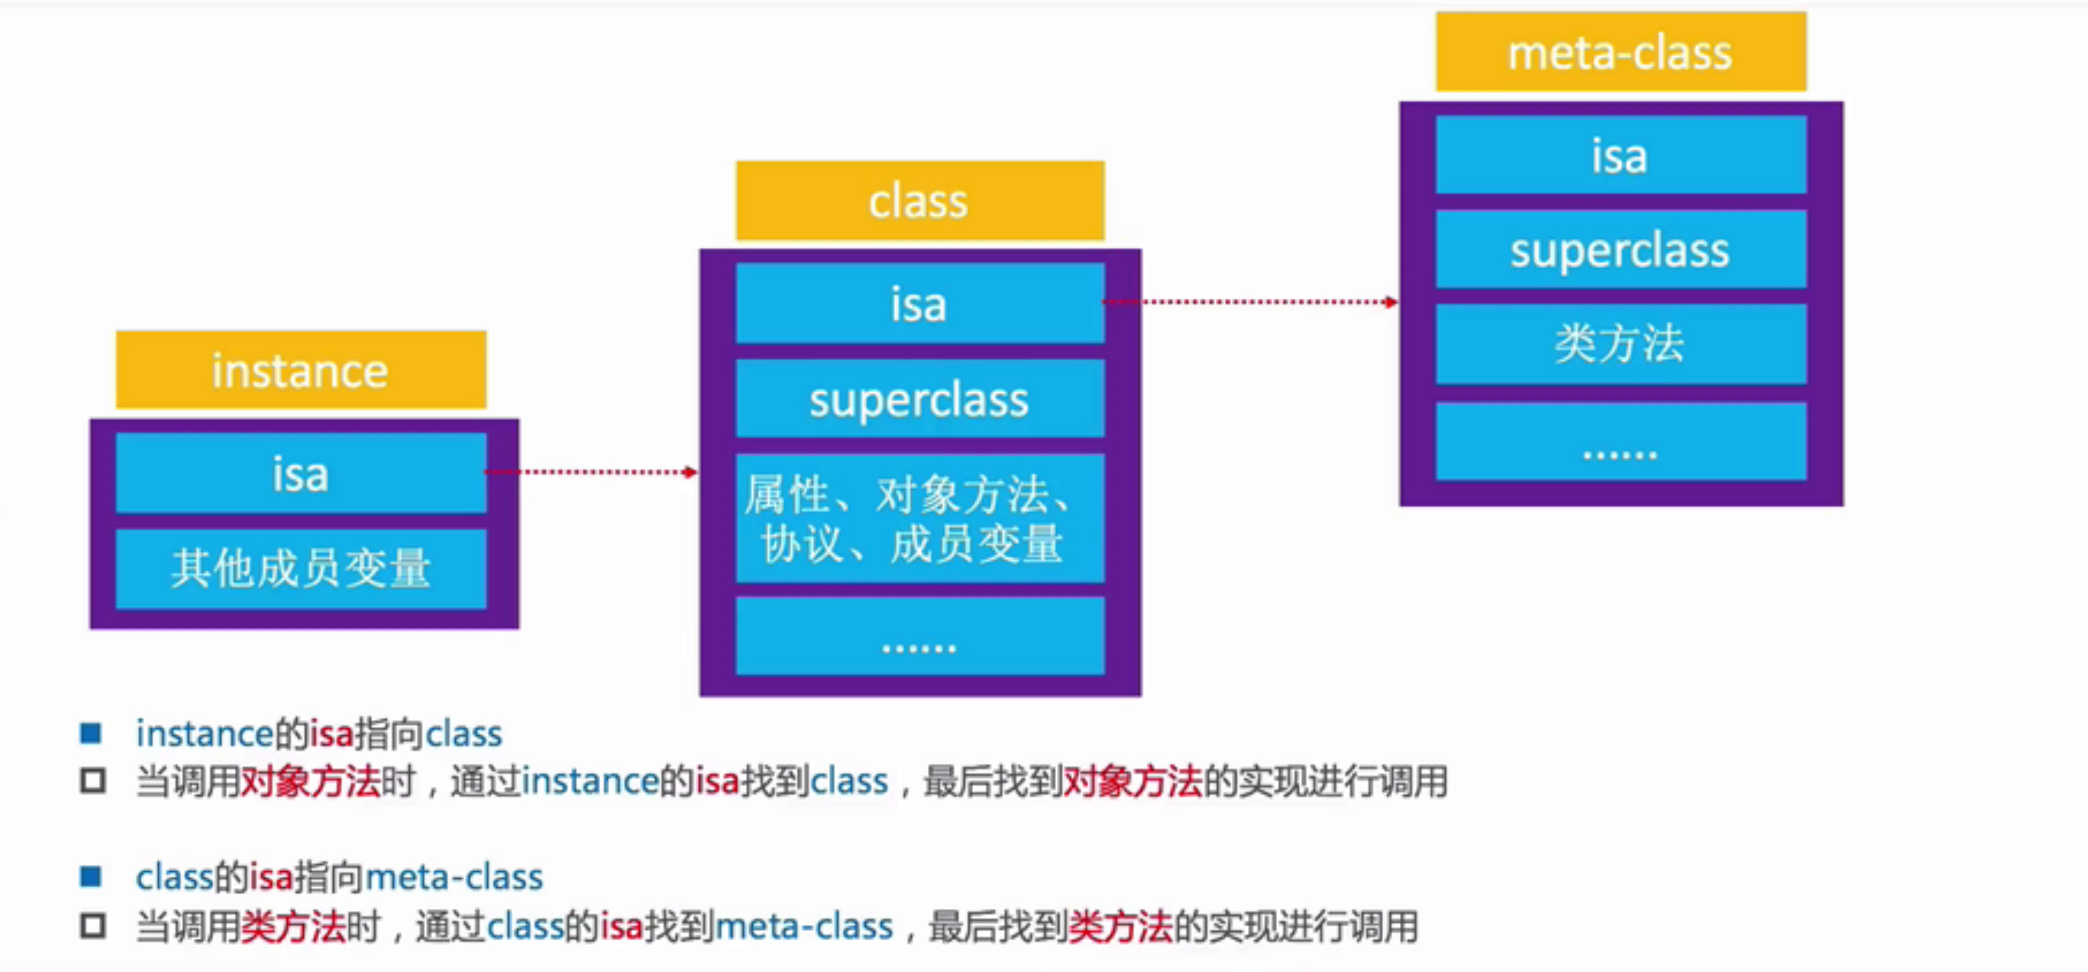 instance
isa
其他成员变量
class
isa
superclass
属性、对象方法、
协议、成员变量
......
meta-class
isa
superclass
类方法
......
instance的isa指向class
当调用对象方法时，通过instance的isa找到class，最后找到对象方法的实现进行调用
class的isa指向meta-class
当调用类方法时，通过class的isa找到meta-class，最后找到类方法的实现进行调用